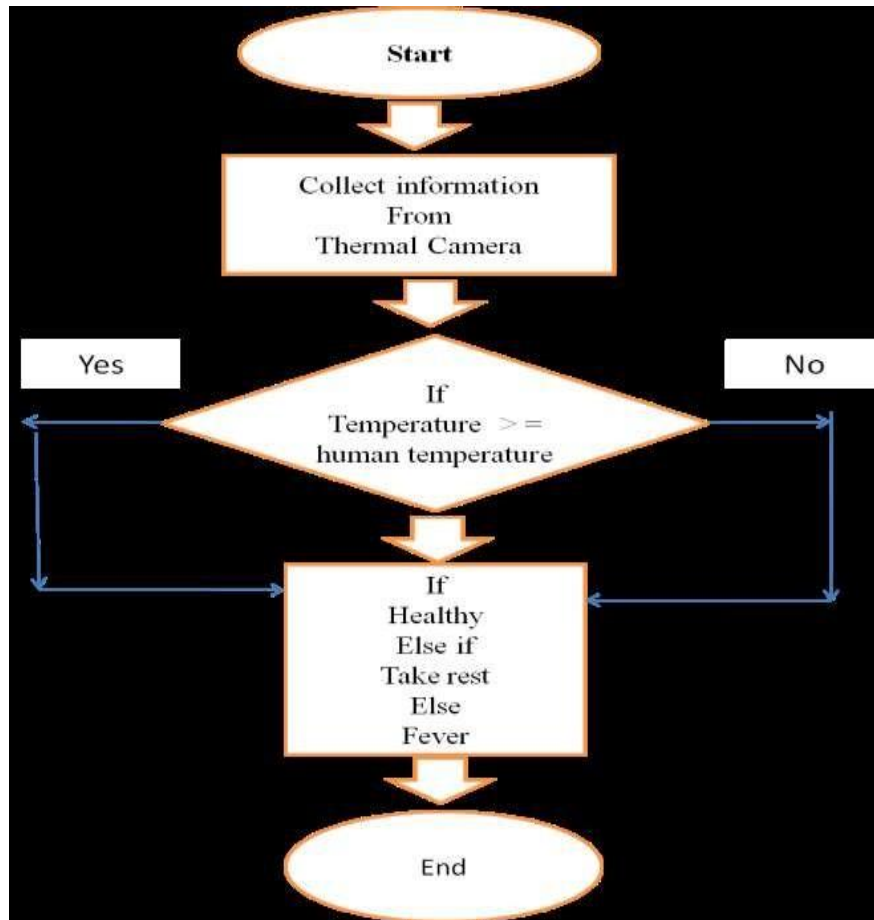 Start
Collect information
From
Thermal Camera
Yes
No
If
Temperature >=
human temperature
If
Healthy
Else if
Take rest
Else
Fever
End